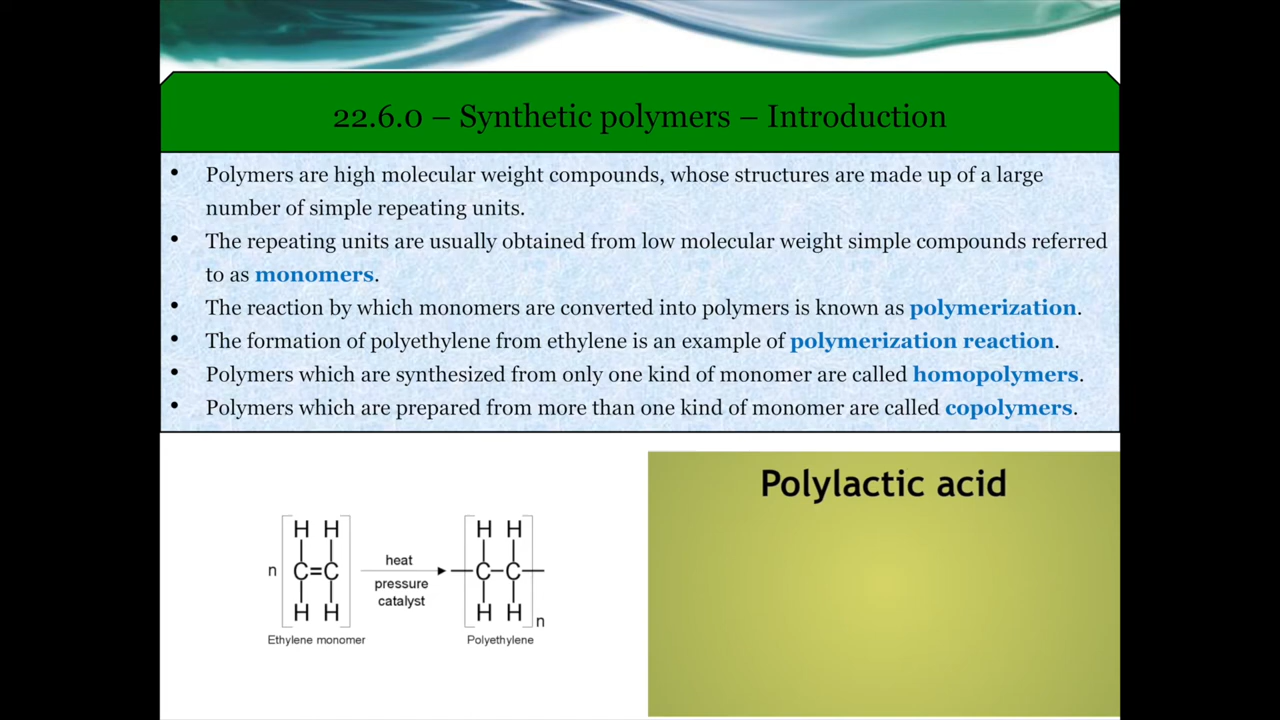 22.6.0 – Synthetic polymers – Introduction
• Polymers are high molecular weight compounds, whose structures are made up of a large
number of simple repeating units.
• The repeating units are usually obtained from low molecular weight simple compounds referred
to as monomers.
• The reaction by which monomers are converted into polymers is known as polymerization.
• The formation of polyethylene from ethylene is an example of polymerization reaction.
• Polymers which are synthesized from only one kind of monomer are called homopolymers.
• Polymers which are prepared from more than one kind of monomer are called copolymers.
Polylactic acid
H H
H H
heat
n C=C
—C—C—
pressure
catalyst
H H
H H n
Ethylene monomer
Polyethylene